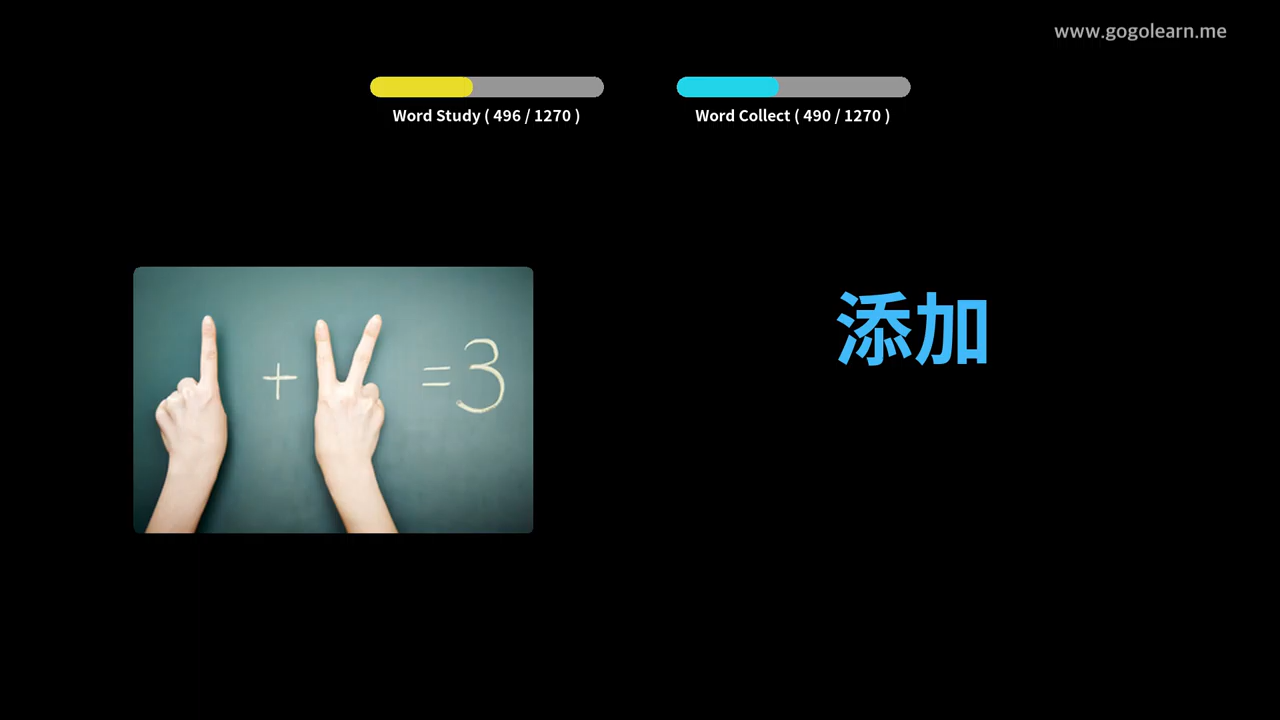 www.gogolearn.me
Word Study ( 496 / 1270 )
Word Collect ( 490 / 1270 )
+ =3
添加